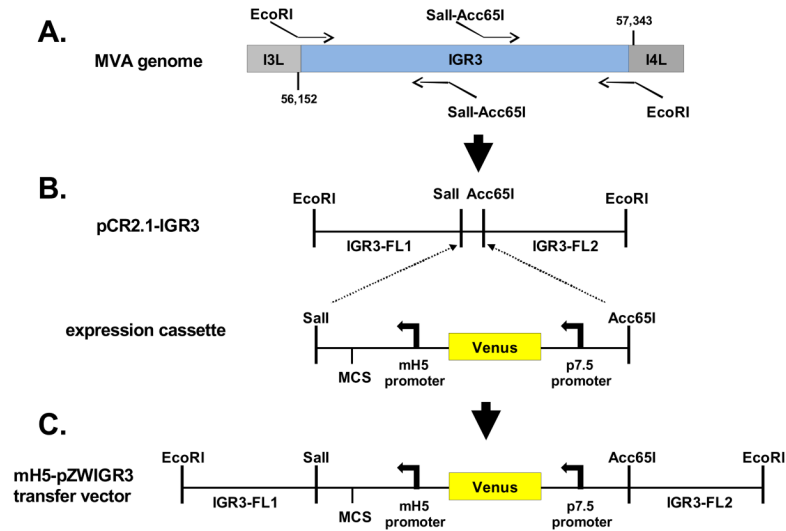 A.
EcoRI
SalI-Acc65I
57,343
MVA genome
I3L
IGR3
I4L
56,152
SalI-Acc65I
EcoRI
B.
SalI Acc65I
EcoRI
EcoRI
pCR2.1-IGR3
IGR3-FL1
IGR3-FL2
SalI
Acc65I
expression cassette
Venus
MCS
mH5
promoter
p7.5
promoter
C.
EcoRI
SalI
Acc65I
EcoRI
mH5-pZWIGR3
transfer vector
Venus
IGR3-FL1
MCS
mH5
promoter
p7.5
promoter
IGR3-FL2